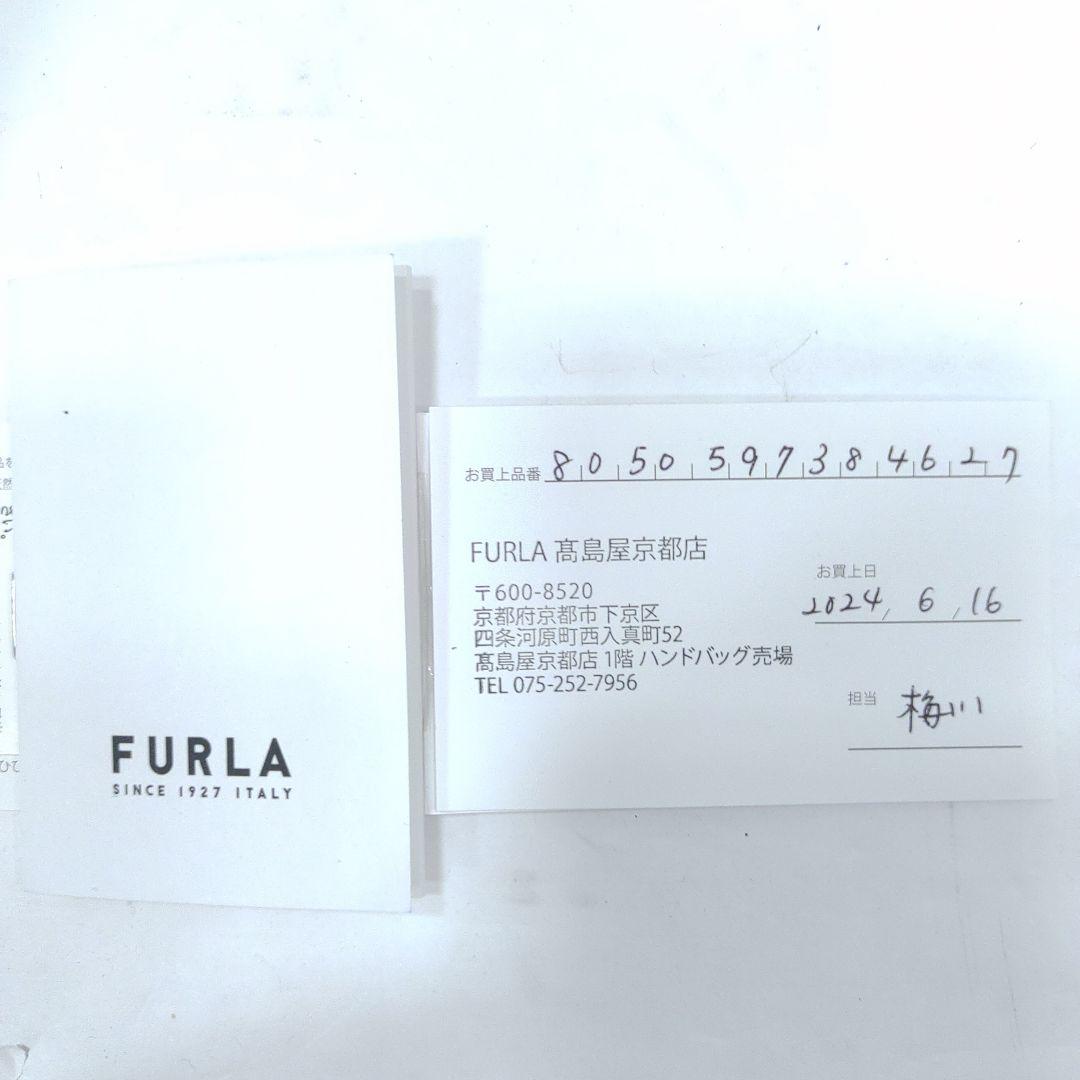 FURLA
SINCE 1927 ITALY
お買上品番 8050597384627
FURLA 髙島屋京都店
〒600-8520
京都府京都市下京区
四条河原町西入真町52
髙島屋京都店 1階 ハンドバッグ売場
TEL 075-252-7956
お買上日
2024, 6, 16
担当 梅川